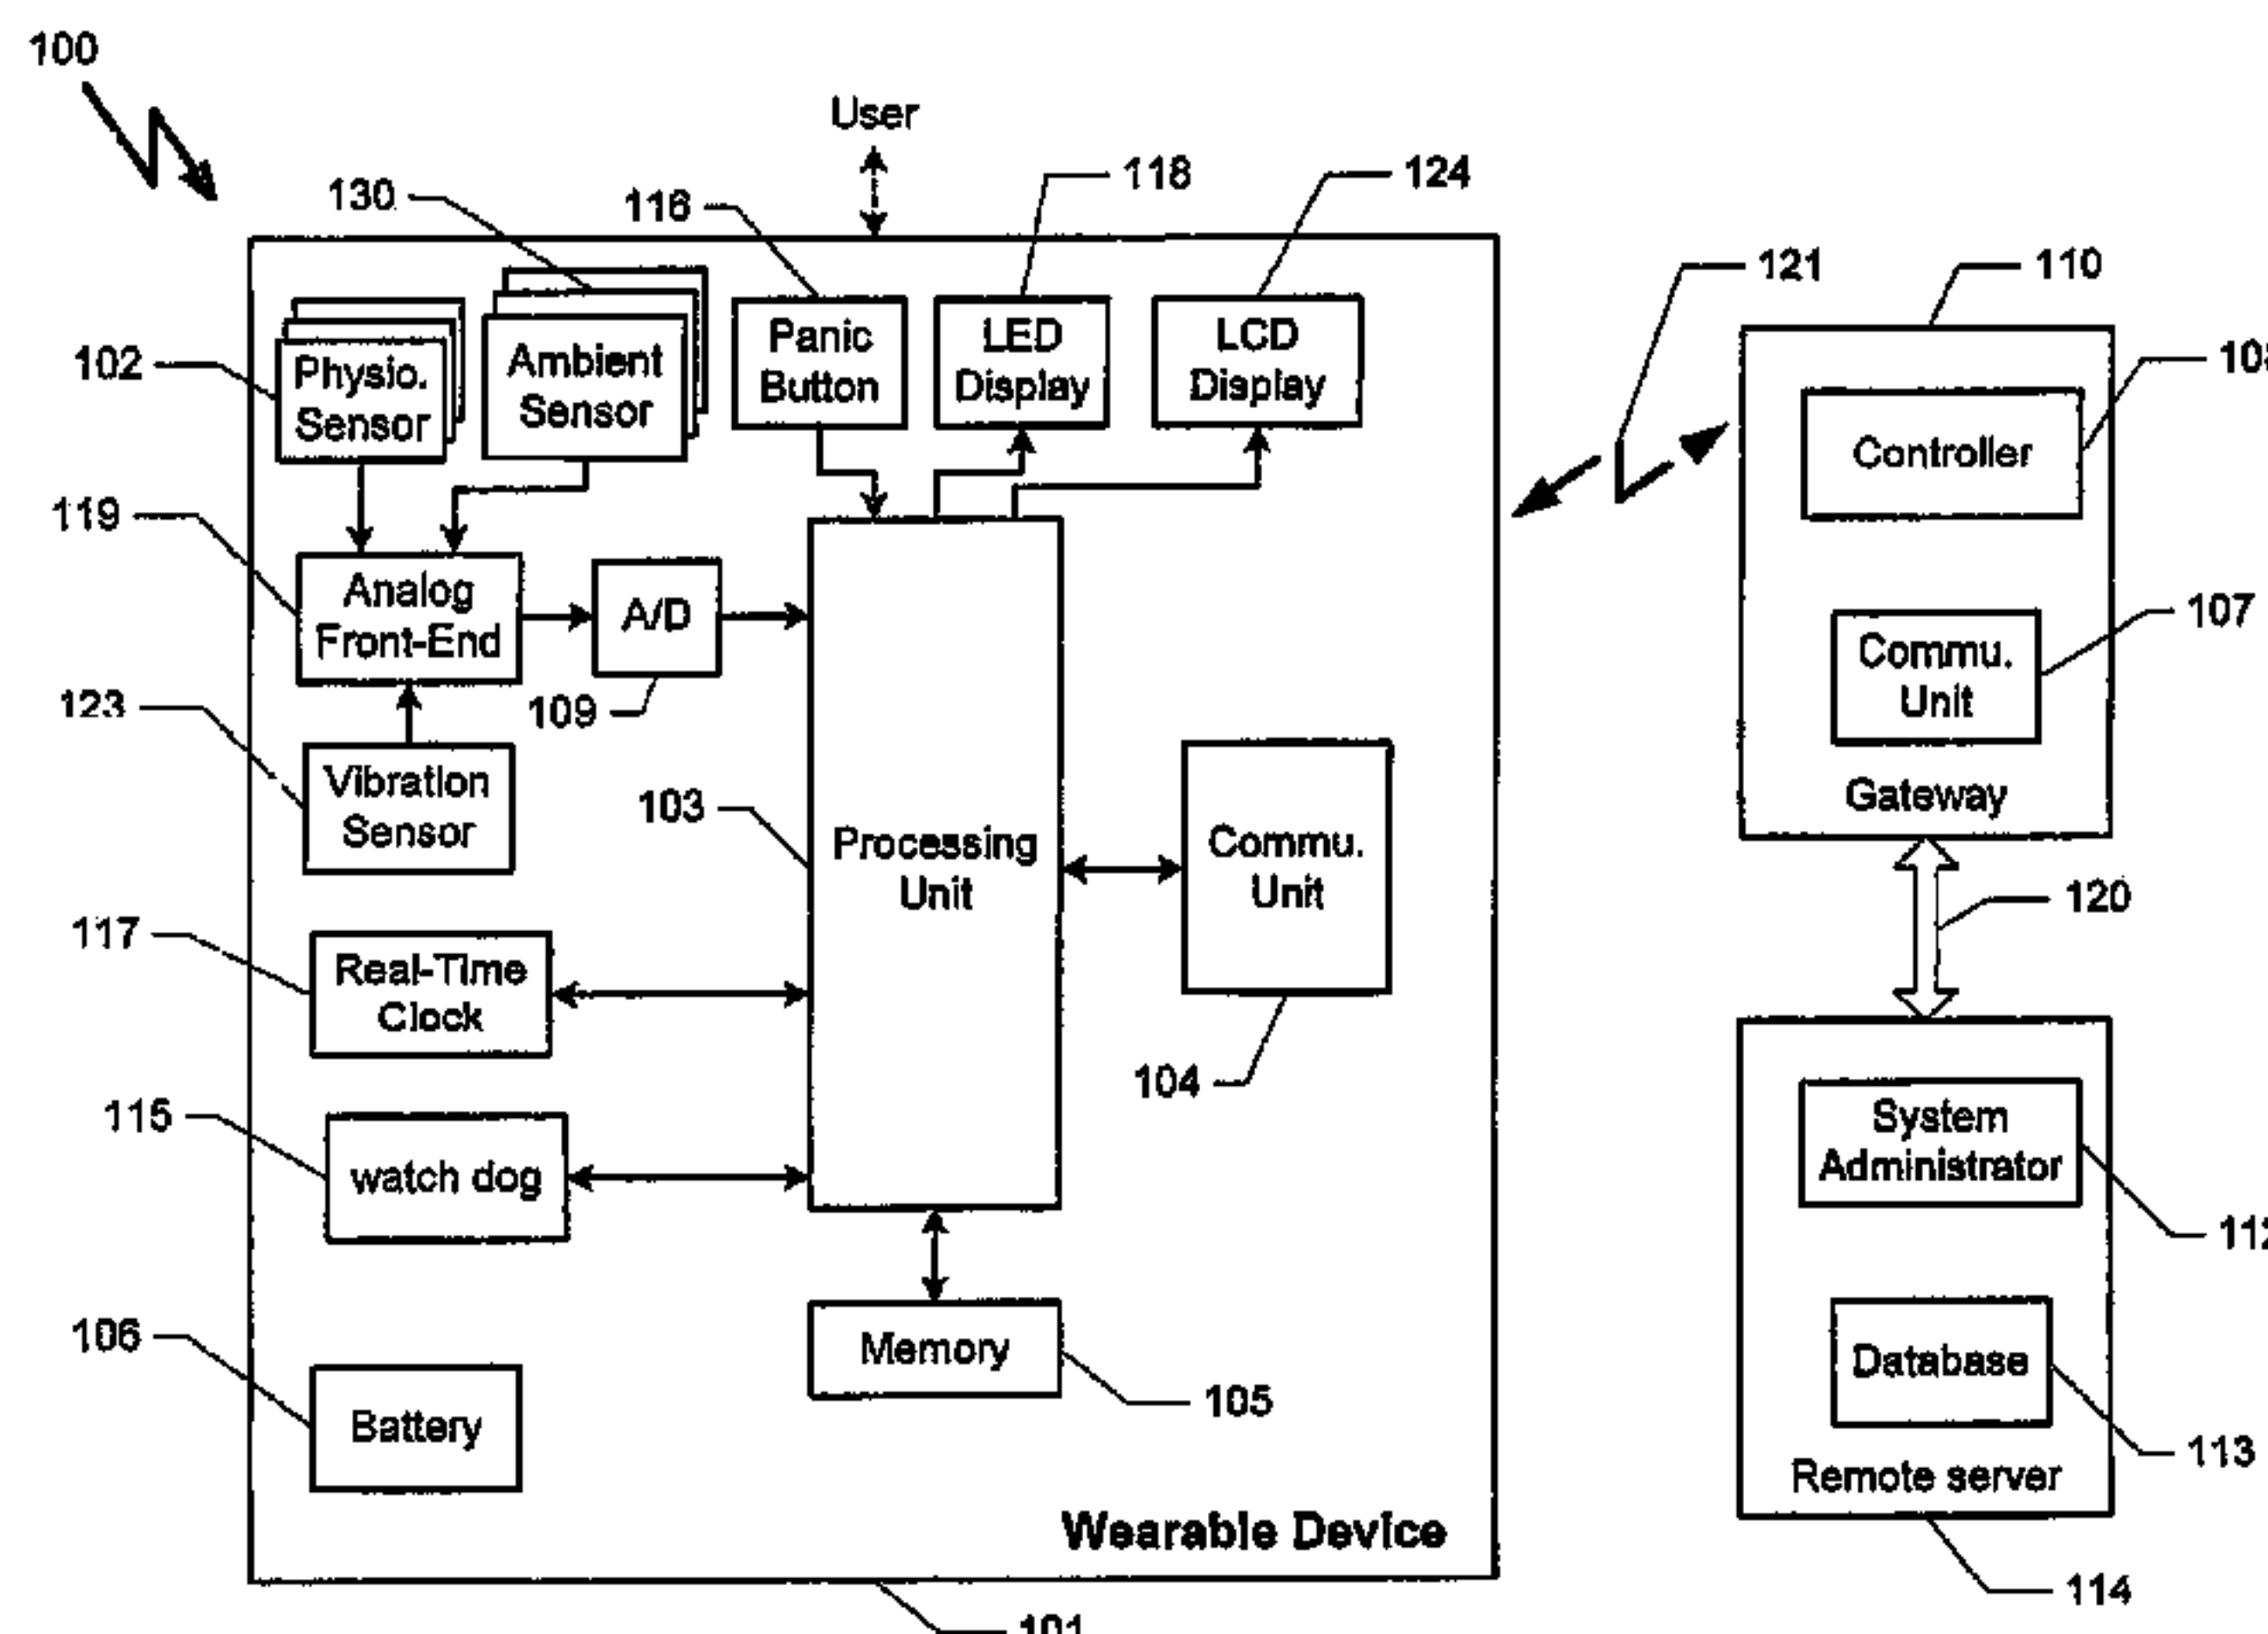 100
User
130
116
118
124
121
110
102
Physio.
Sensor
Ambient
Sensor
Panic
Button
LED
Display
LCD
Display
Controller
119
Analog
Front-End
A/D
109
107
Commu.
Unit
Gateway
123
Vibration
Sensor
103
Processing
Unit
Commu.
Unit
104
120
117
Real-Time
Clock
115
watch dog
System
Administrator
106
Battery
Memory
105
Database
113
Remote server
114
Wearable Device
101